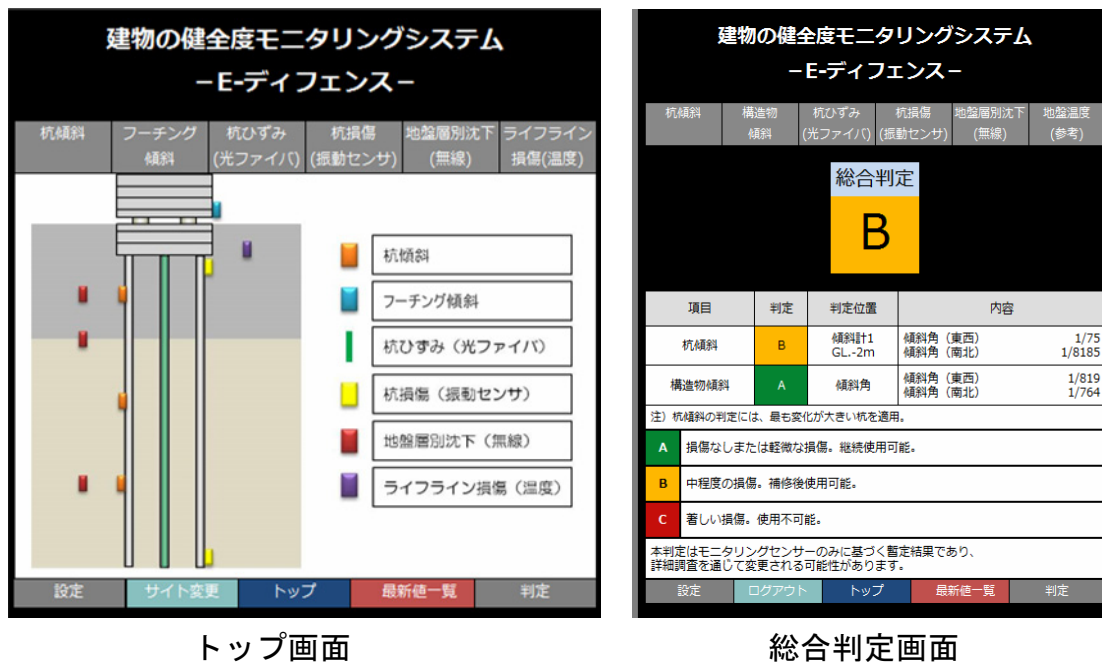 建物の健全度モニタリングシステム
－E-ディフェンス－
杭傾斜
フーチング
傾斜
杭ひずみ
(光ファイバ)
杭損傷
(振動センサ)
地盤層別沈下
(無線)
ライフライン
損傷(温度)
杭傾斜
フーチング傾斜
杭ひずみ（光ファバ）
杭損傷（振動センサ）
地盤層別沈下（無線）
ライフライン損傷（温度）
設定
サイト変更
トップ
最新値一覧
判定
トップ画面
建物の健全度モニタリングシステム
－E-ディフェンス－
杭傾斜
構造物
傾斜
杭ひずみ
(光ファイバ)
杭損傷
(振動センサ)
地盤層別沈下
(無線)
地盤温度
(参考)
総合判定
B
項目 判定 判定位置 内容
杭傾斜 B 傾斜計1 GL.-2m
傾斜角（東西） 1/75
傾斜角（南北） 1/8185
構造物傾斜 A 傾斜角
傾斜角（東西） 1/819
傾斜角（南北） 1/764
注）杭傾斜の判定には、最も変化が大きい杭を適用。
A 損傷なしまたは軽微な損傷。継続使用可能。
B 中程度の損傷。補修後使用可能。
C 著しい損傷。使用不可能。
本判定はモニタリングセンサーのみに基づく暫定結果であり、
詳細調査を通じて変更される可能性があります。
設定
ログアウト
トップ
最新値一覧
判定
総合判定画面